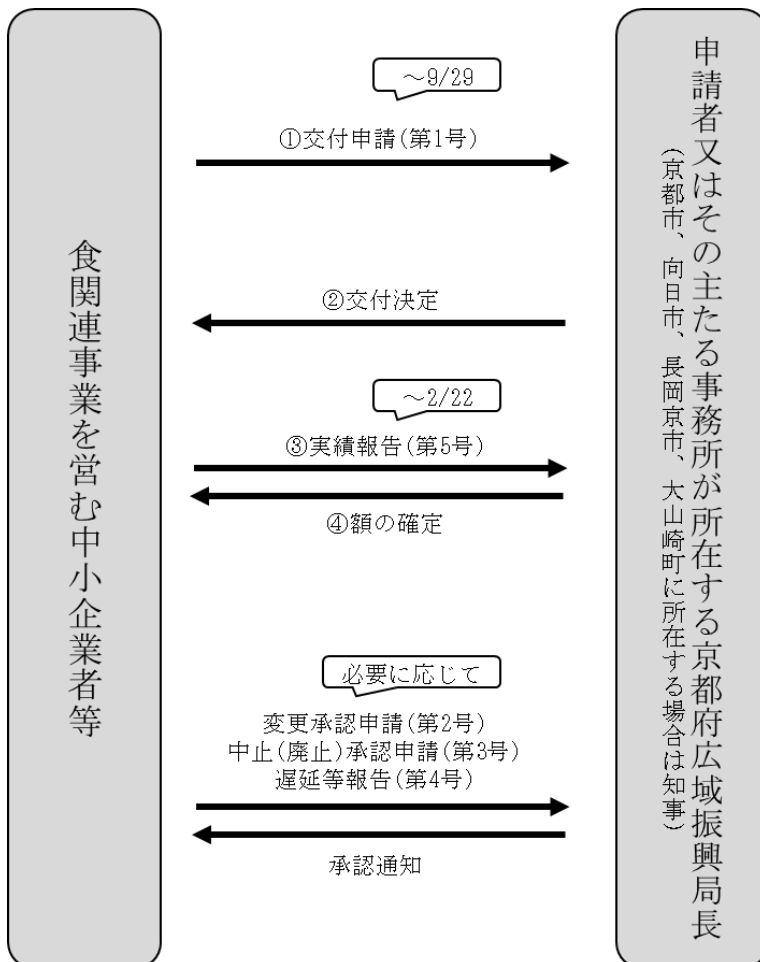 食関連事業を営む中小企業者等
～9/29
①交付申請(第1号)
②交付決定
～2/22
③実績報告(第5号)
④額の確定
必要に応じて
変更承認申請(第2号)
中止(廃止)承認申請(第3号)
遅延等報告(第4号)
承認通知
申請者又はその主たる事務所が所在する京都府広域振興局長
(京都市、向日市、長岡京市、大山崎町に所在する場合は知事)